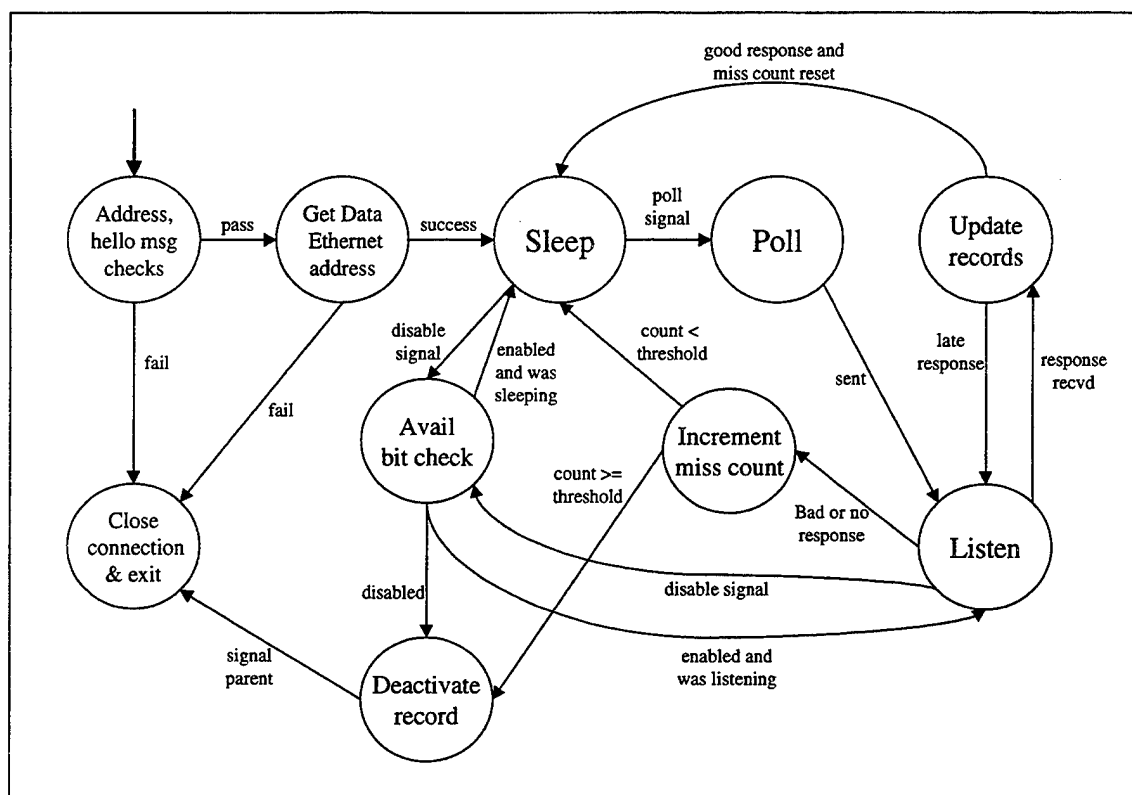 good response and
miss count reset
Address,
hello msg
checks
pass
Get Data
Ethernet
address
success
Sleep
poll
signal
Poll
Update
records
fail
fail
disable
signal
enabled
and was
sleeping
count <
threshold
sent
late
response
response
recvd
Avail
bit check
Increment
miss count
count >=
threshold
Bad or no
response
Close
connection
& exit
Listen
disabled
disable signal
enabled and
was listening
signal
parent
Deactivate
record